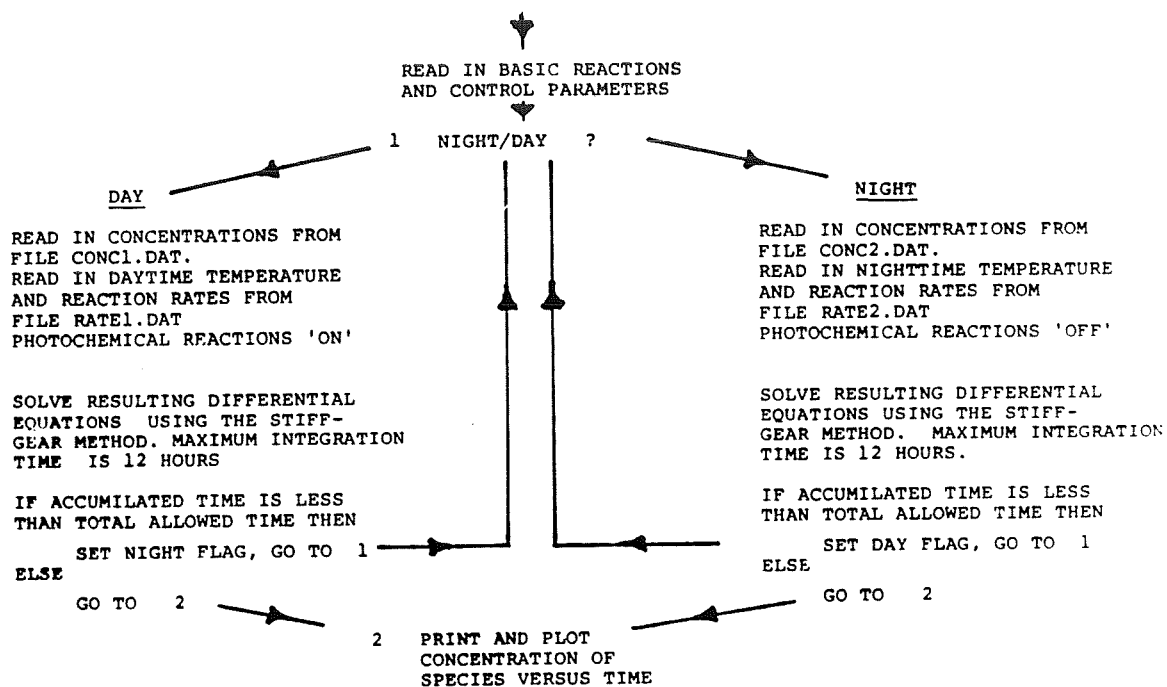 READ IN BASIC REACTIONS
AND CONTROL PARAMETERS
1 NIGHT/DAY ?
DAY
READ IN CONCENTRATIONS FROM
FILE CONC1.DAT.
READ IN DAYTIME TEMPERATURE
AND REACTION RATES FROM
FILE RATE1.DAT
PHOTOCHEMICAL REACTIONS 'ON'
SOLVE RESULTING DIFFERENTIAL
EQUATIONS USING THE STIFF-
GEAR METHOD. MAXIMUM INTEGRATION
TIME IS 12 HOURS
IF ACCUMILATED TIME IS LESS
THAN TOTAL ALLOWED TIME THEN
SET NIGHT FLAG, GO TO 1
ELSE
GO TO 2
NIGHT
READ IN CONCENTRATIONS FROM
FILE CONC2.DAT.
READ IN NIGHTTIME TEMPERATURE
AND REACTION RATES FROM
FILE RATE2.DAT
PHOTOCHEMICAL REACTIONS 'OFF'
SOLVE RESULTING DIFFERENTIAL
EQUATIONS USING THE STIFF-
GEAR METHOD. MAXIMUM INTEGRATION
TIME IS 12 HOURS.
IF ACCUMILATED TIME IS LESS
THAN TOTAL ALLOWED TIME THEN
SET DAY FLAG, GO TO 1
ELSE
GO TO 2
2 PRINT AND PLOT
CONCENTRATION OF
SPECIES VERSUS TIME